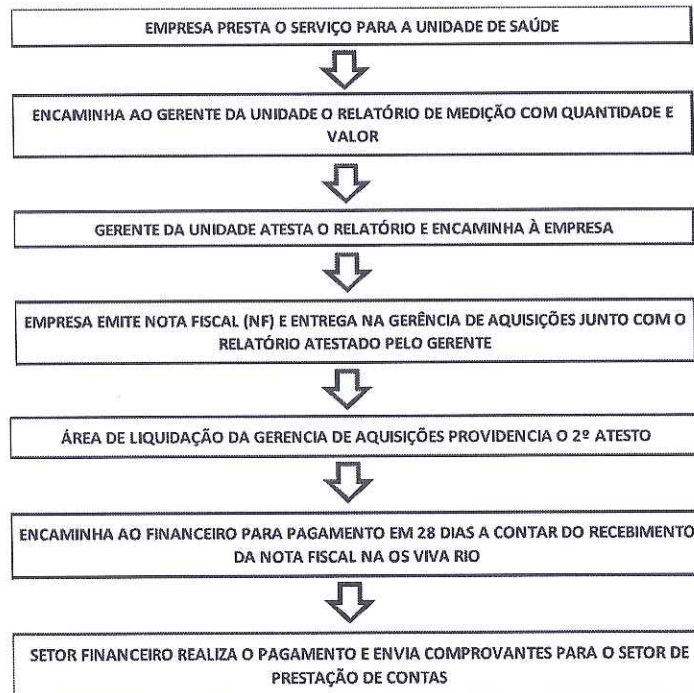 EMPRESA PRESTA O SERVIÇO PARA A UNIDADE DE SAÚDE
ENCAMINHA AO GERENTE DA UNIDADE O RELATÓRIO DE MEDIÇÃO COM QUANTIDADE E
VALOR
GERENTE DA UNIDADE ATESTA O RELATÓRIO E ENCAMINHA À EMPRESA
EMPRESA EMITE NOTA FISCAL (NF) E ENTREGA NA GERÊNCIA DE AQUISIÇÕES JUNTO COM O
RELATÓRIO ATESTADO PELO GERENTE
ÁREA DE LIQUIDAÇÃO DA GERENCIA DE AQUISIÇÕES PROVIDENCIA O 2º ATESTO
ENCAMINHA AO FINANCEIRO PARA PAGAMENTO EM 28 DIAS A CONTAR DO RECEBIMENTO
DA NOTA FISCAL NA OS VIVA RIO
SETOR FINANCEIRO REALIZA O PAGAMENTO E ENVIA COMPROVANTES PARA O SETOR DE
PRESTAÇÃO DE CONTAS